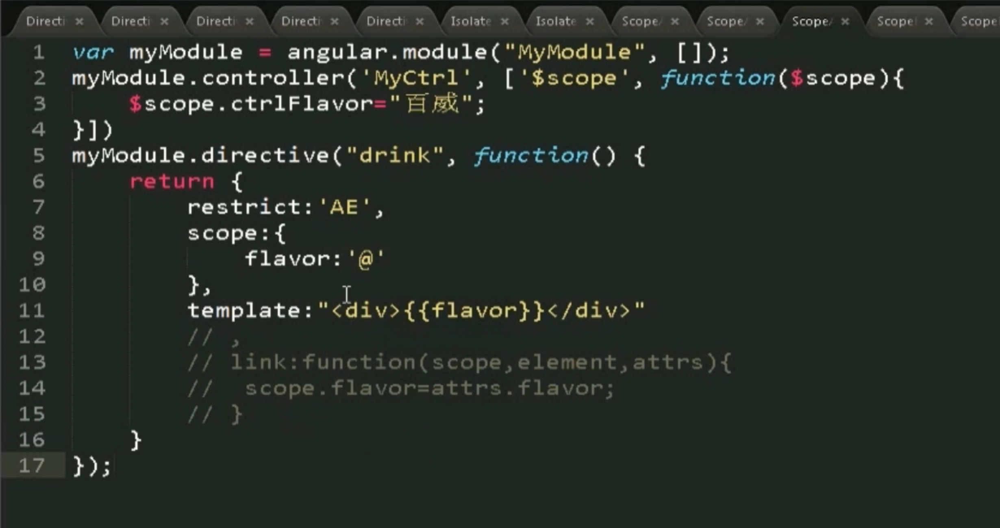 Directi × Directi × Directi × Directi × Directi × Isolate × Isolate × Scope/ × Scope/ × Scope/ × Scope × Scope
1 var myModule = angular.module("MyModule", []);
2 myModule.controller('MyCtrl', ['$scope', function($scope){
3     $scope.ctrlFlavor="百威";
4 }])
5 myModule.directive("drink", function() {
6     return {
7         restrict:'AE',
8         scope:{
9             flavor:'@'
10         },
11         template:"<div>{{flavor}}</div>"
12         // ,
13         // link:function(scope,element,attrs){
14         //  scope.flavor=attrs.flavor;
15         // }
16     }
17 });